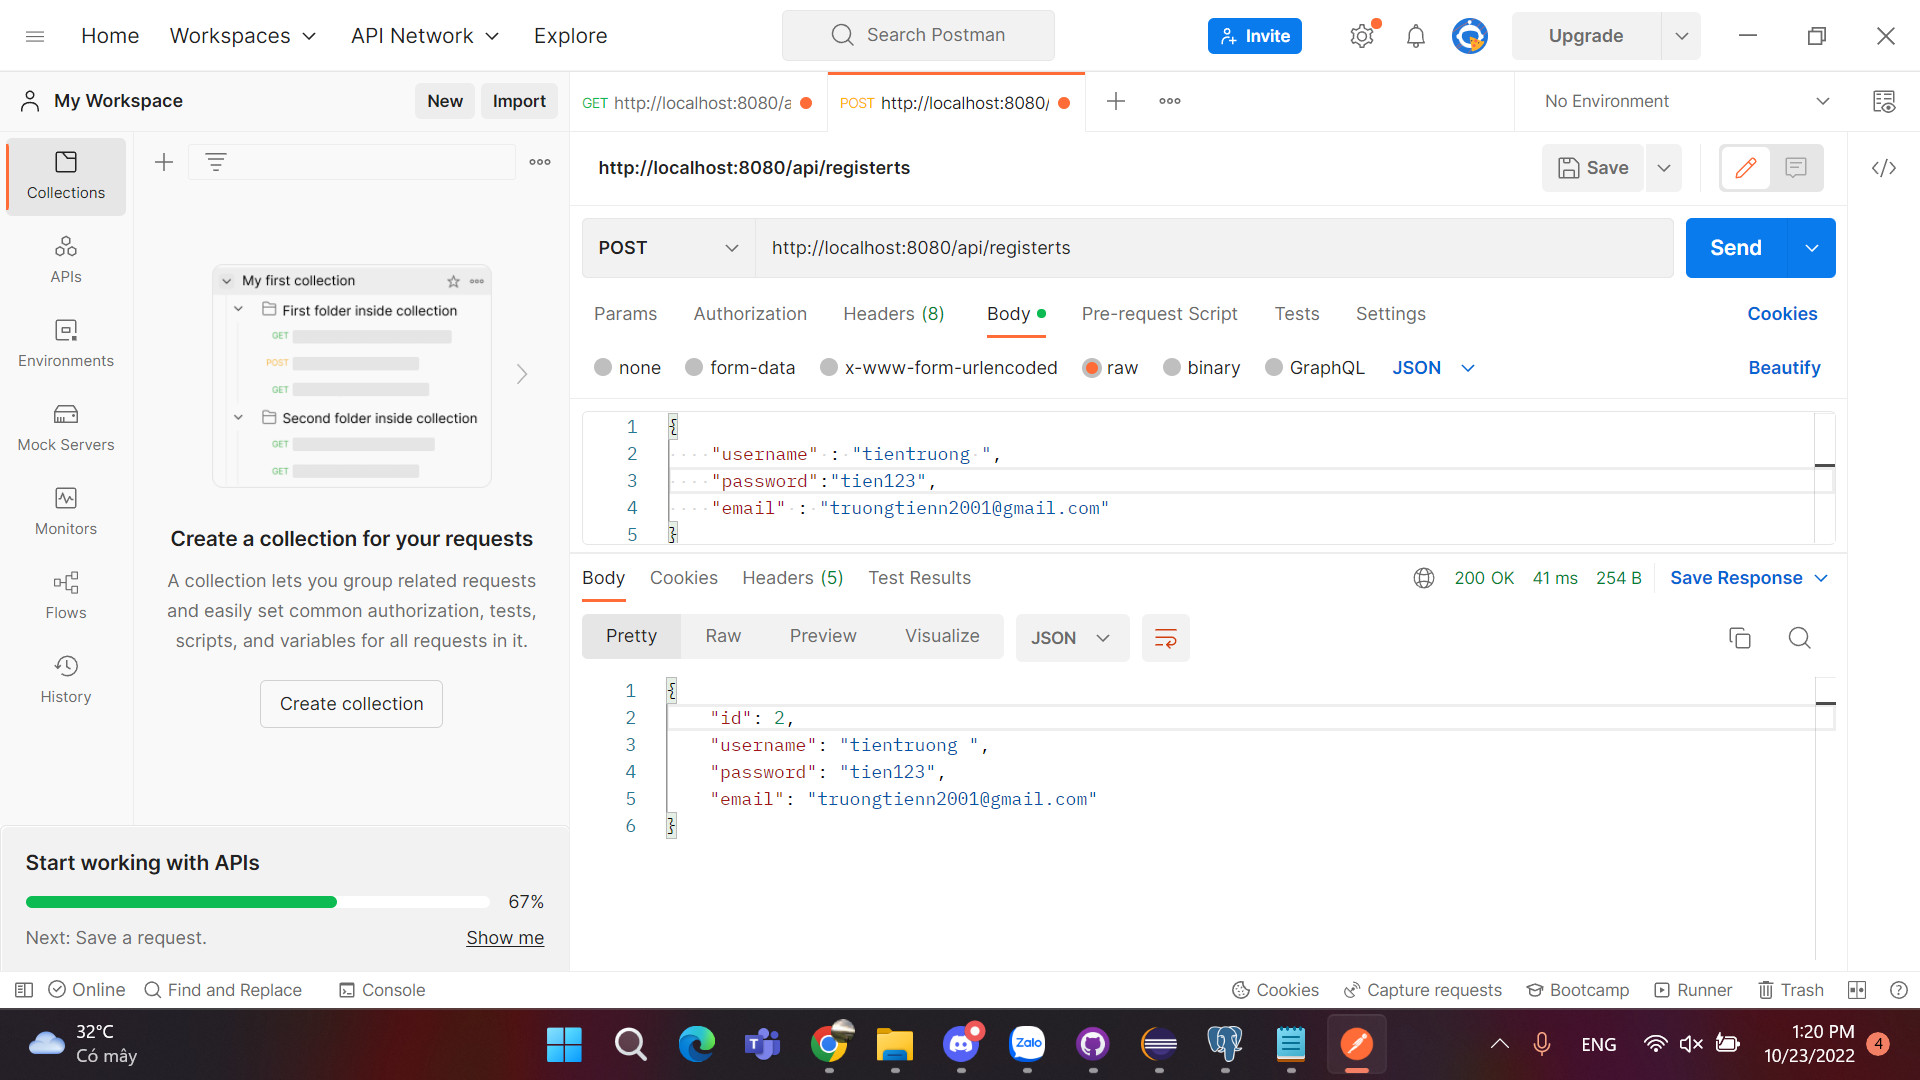 Home Workspaces API Network Explore Search Postman Invite Upgrade
My Workspace New Import GET http://localhost:8080/a POST http://localhost:8080/ No Environment
Collections
APIs
Environments
Mock Servers
Monitors
Flows
History
My first collection
First folder inside collection
GET
POST
GET
Second folder inside collection
GET
GET
Create a collection for your requests
A collection lets you group related requests
and easily set common authorization, tests,
scripts, and variables for all requests in it.
Create collection
Start working with APIs
67%
Next: Save a request. Show me
http://localhost:8080/api/registerts Save
POST http://localhost:8080/api/registerts Send
Params Authorization Headers (8) Body Pre-request Script Tests Settings Cookies
none form-data x-www-form-urlencoded raw binary GraphQL JSON Beautify
1 {
2 "username" : "tientruong ",
3 "password":"tien123",
4 "email" : "truongtienn2001@gmail.com"
5 }
Body Cookies Headers (5) Test Results 200 OK 41 ms 254 B Save Response
Pretty Raw Preview Visualize JSON
1 {
2 "id": 2,
3 "username": "tientruong ",
4 "password": "tien123",
5 "email": "truongtienn2001@gmail.com"
6 }
Online Find and Replace Console Cookies Capture requests Bootcamp Runner Trash
32°C
Có mây
Zalo
ENG
1:20 PM
10/23/2022
4